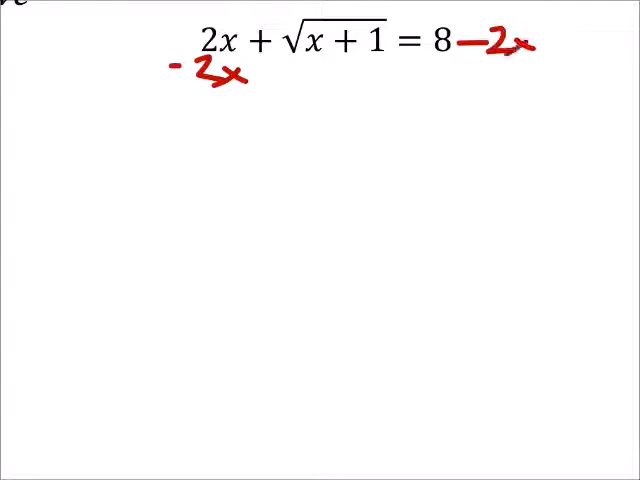 2x + √(x + 1) = 8 − 2x
- 2x